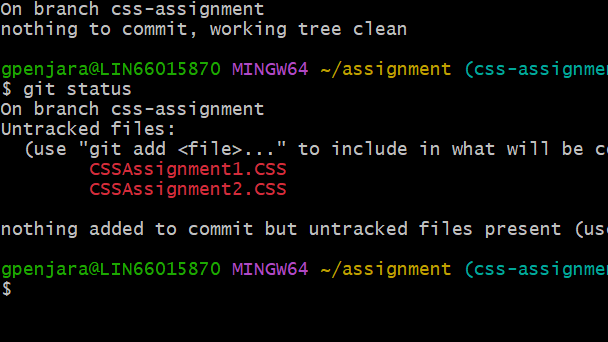 On branch css-assignment
nothing to commit, working tree clean
gpenjara@LIN66015870 MINGW64 ~/assignment (css-assignme
$ git status
On branch css-assignment
Untracked files:
(use "git add <file>..." to include in what will be c
CSSAssignment1.CSS
CSSAssignment2.CSS
nothing added to commit but untracked files present (us
gpenjara@LIN66015870 MINGW64 ~/assignment (css-assignme
$